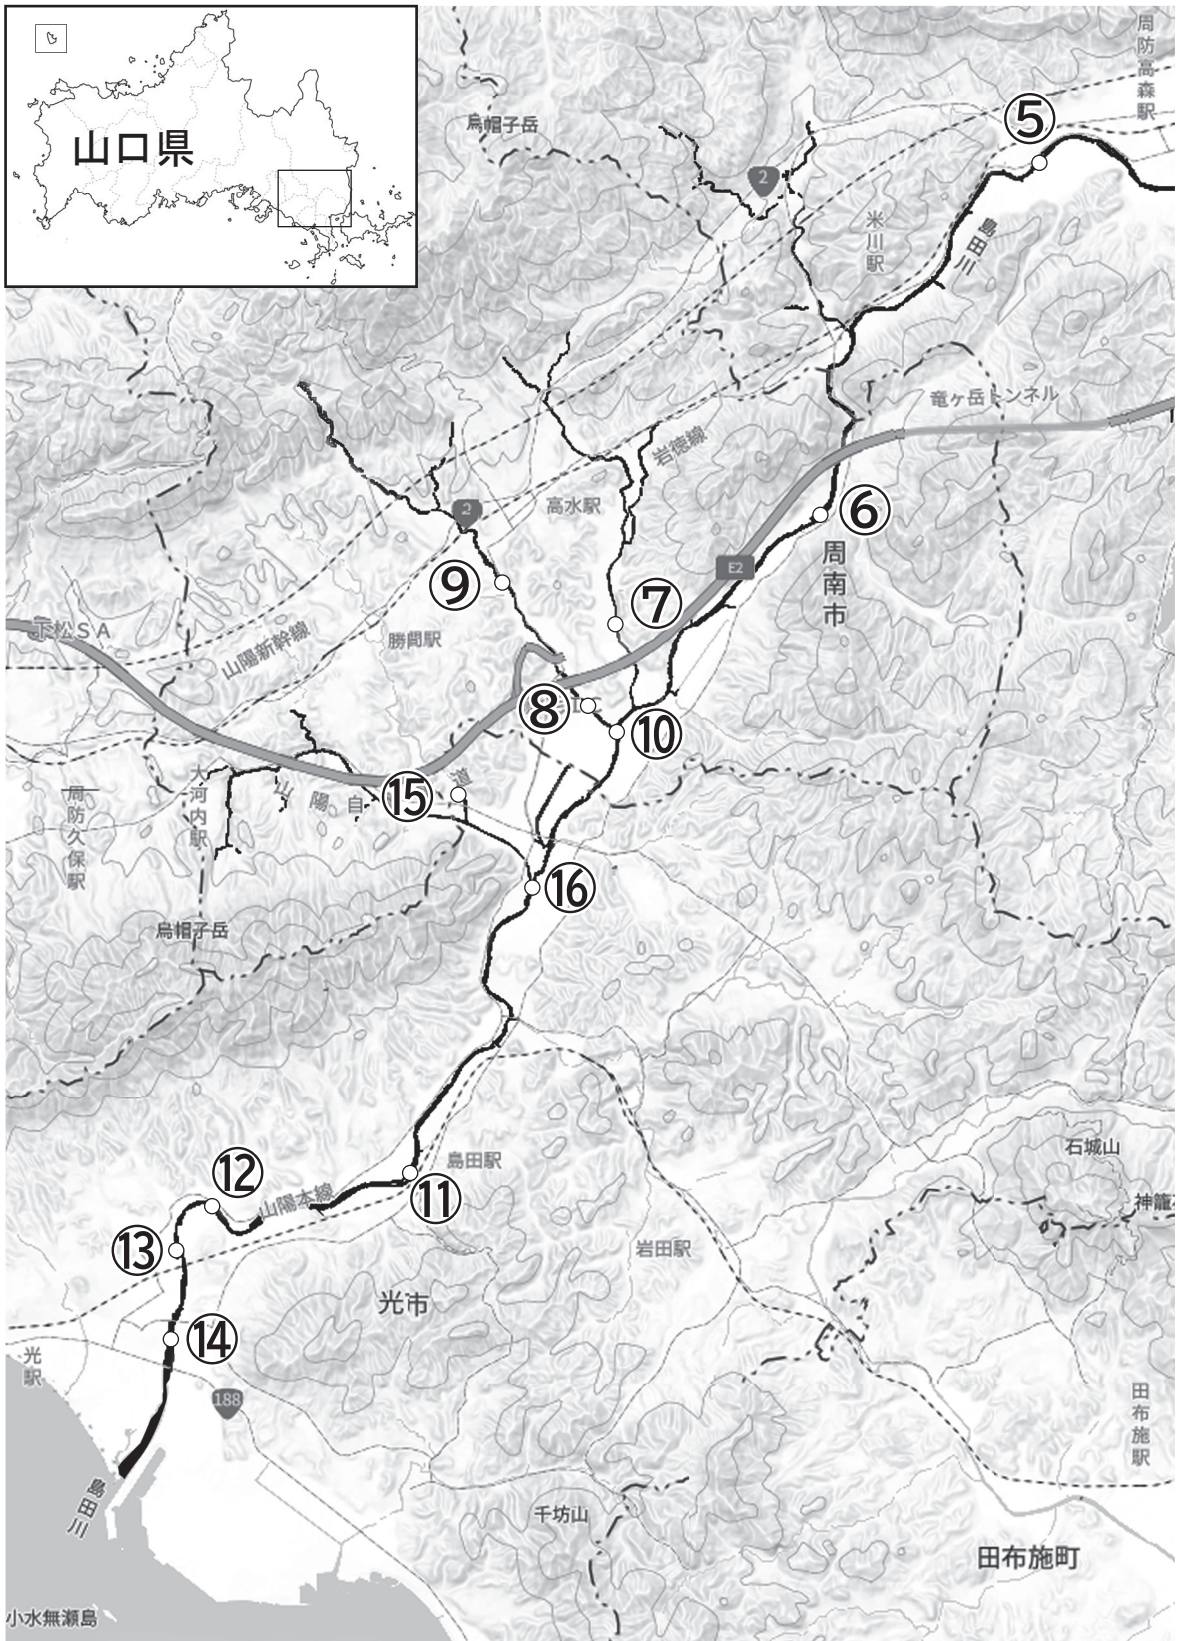 山口県
周防高森駅
⑤
烏帽子岳
2
米川駅
島田川
竜ヶ岳トンネル
岩徳線
高水駅
2
⑥
E2
周南市
⑨
⑦
下松SA
山陽新幹線
勝間駅
⑧
⑩
道
⑮
山陽自
大河内駅
周防久保駅
⑯
烏帽子岳
石城山
島田駅
⑫
山陽本線
⑪
神籠石
⑬
岩田駅
光市
⑭
光駅
188
田布施駅
島田川
千坊山
田布施町
小水無瀬島